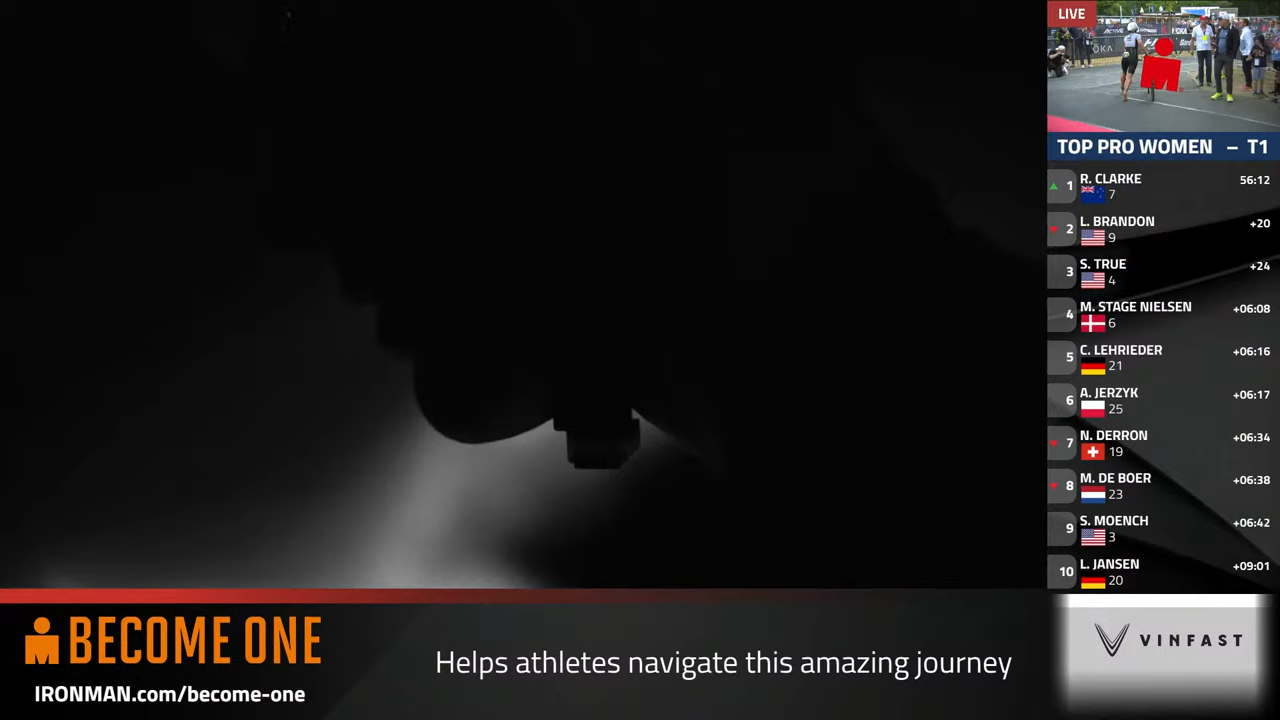 LIVE
TOP PRO WOMEN – T1
1 R. CLARKE 56:12
7
2 L. BRANDON +20
9
3 S. TRUE +24
4
4 M. STAGE NIELSEN +06:08
6
5 C. LEHRIEDER +06:16
21
6 A. JERZYK +06:17
25
7 N. DERRON +06:34
19
8 M. DE BOER +06:38
23
9 S. MOENCH +06:42
3
10 L. JANSEN +09:01
20
BECOME ONE
IRONMAN.com/become-one
Helps athletes navigate this amazing journey
VINFAST